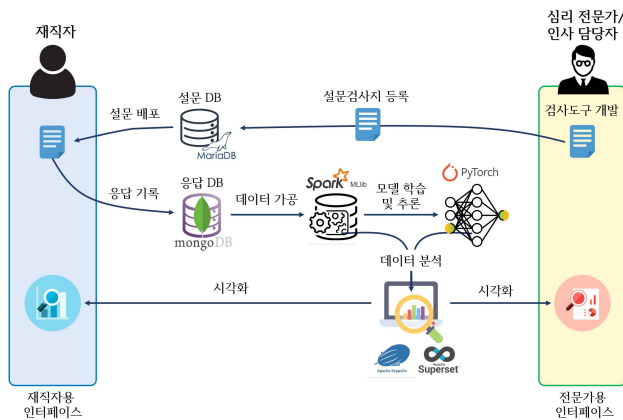 재직자
심리 전문가/
인사 담당자
설문 배포
설문 DB
MariaDB
설문검사지 등록
검사도구 개발
응답 기록
응답 DB
mongoDB
데이터 가공
Spark MLlib
모델 학습
및 추론
PyTorch
데이터 분석
시각화
시각화
Apache Zeppelin
Apache
Superset
재직자용
인터페이스
전문가용
인터페이스